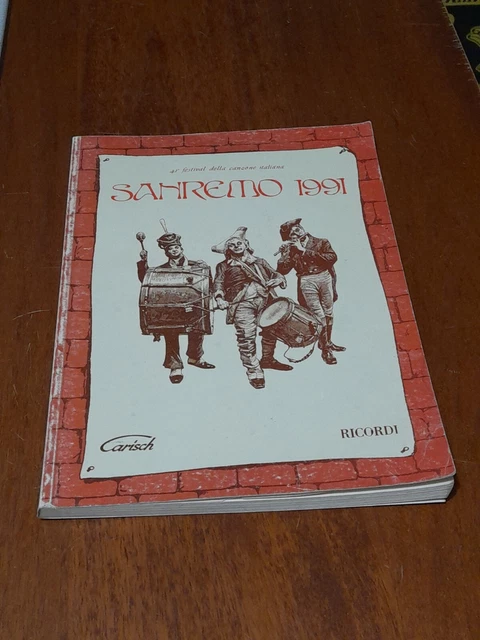 41° festival della canzone italiana
SANREMO 1991
Carisch
RICORDI